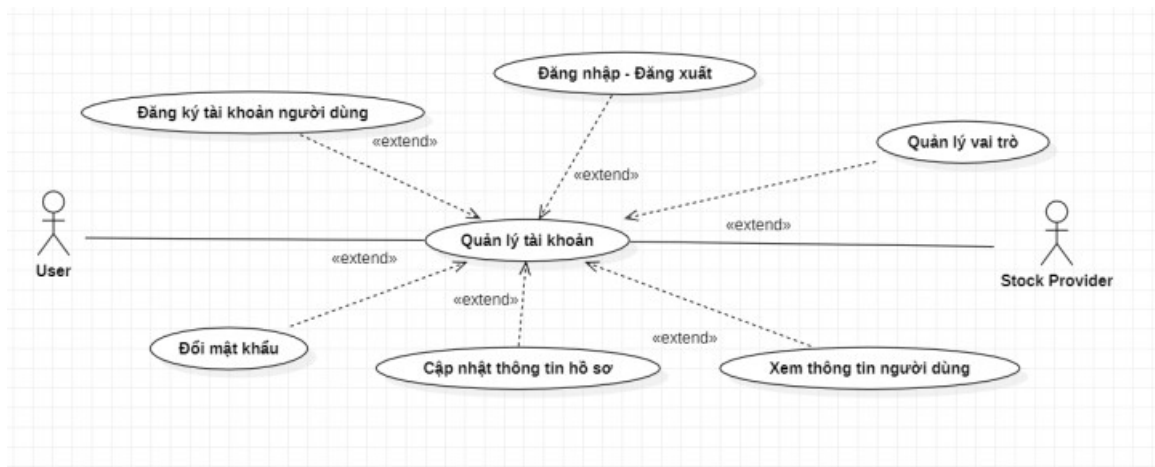 Đăng nhập - Đăng xuất
Đăng ký tài khoản người dùng
«extend»
Quản lý vai trò
«extend»
«extend»
Quản lý tài khoản
«extend»
User
Stock Provider
«extend»
«extend»
Đổi mật khẩu
Cập nhật thông tin hồ sơ
Xem thông tin người dùng